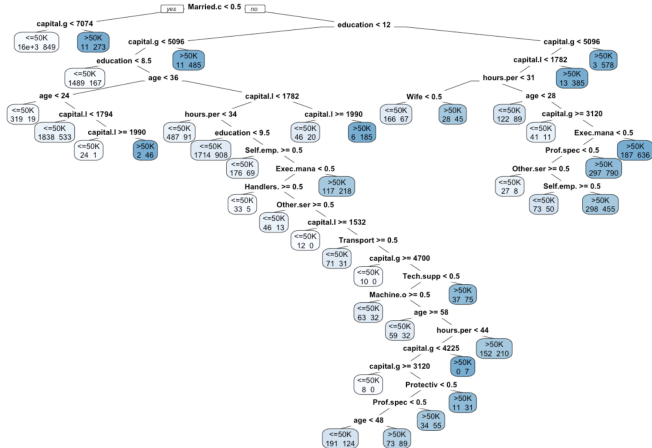 yes Married.c < 0.5 no
capital.g < 7074
education < 12
<=50K
16e+3 849
>50K
11 273
capital.g < 5096
capital.g < 5096
education < 8.5
>50K
11 485
capital.l < 1782
>50K
3 578
<=50K
1489 167
age < 36
hours.per < 31
>50K
13 385
age < 24
capital.l < 1782
Wife < 0.5
age < 28
<=50K
319 19
capital.l < 1794
hours.per < 34
capital.l >= 1990
<=50K
166 67
>50K
28 45
<=50K
122 89
capital.g >= 3120
<=50K
1838 533
capital.l >= 1990
<=50K
487 91
education < 9.5
<=50K
46 20
>50K
6 185
<=50K
41 11
Exec.mana < 0.5
<=50K
24 1
>50K
2 46
<=50K
1714 908
Self.emp. >= 0.5
Prof.spec < 0.5
>50K
187 636
<=50K
176 69
Exec.mana < 0.5
Other.ser >= 0.5
>50K
297 790
Handlers. >= 0.5
>50K
117 218
<=50K
27 8
Self.emp. >= 0.5
<=50K
33 5
Other.ser >= 0.5
<=50K
73 50
>50K
298 455
<=50K
46 13
capital.l >= 1532
<=50K
12 0
Transport >= 0.5
<=50K
71 31
capital.g >= 4700
<=50K
10 0
Tech.supp < 0.5
Machine.o >= 0.5
>50K
37 75
<=50K
63 32
age >= 58
<=50K
59 32
hours.per < 44
capital.g < 4225
>50K
152 210
capital.g >= 3120
>50K
0 7
<=50K
8 0
Protectiv < 0.5
Prof.spec < 0.5
>50K
11 31
age < 48
>50K
34 55
<=50K
191 124
>50K
73 89